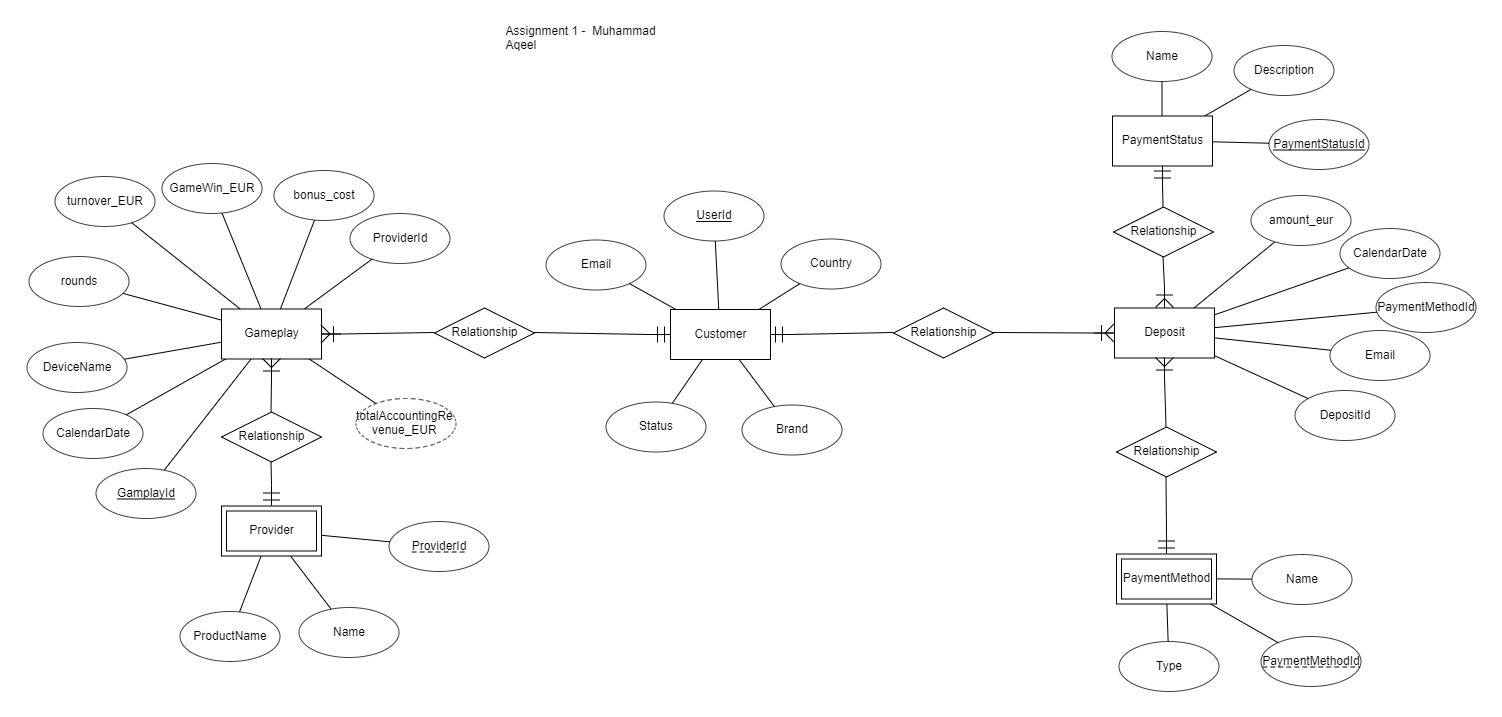 Assignment 1 -  Muhammad
Aqeel
Name
Description
PaymentStatus
PaymentStatusId
turnover_EUR
GameWin_EUR
bonus_cost
ProviderId
UserId
amount_eur
Relationship
CalendarDate
rounds
Email
Country
PaymentMethodId
Gameplay
Relationship
Customer
Relationship
Deposit
Email
DeviceName
DepositId
totalAccountingRe
venue_EUR
CalendarDate
Relationship
Status
Brand
Relationship
GamplayId
Provider
ProviderId
PaymentMethod
Name
ProductName
Name
Type
PaymentMethodId